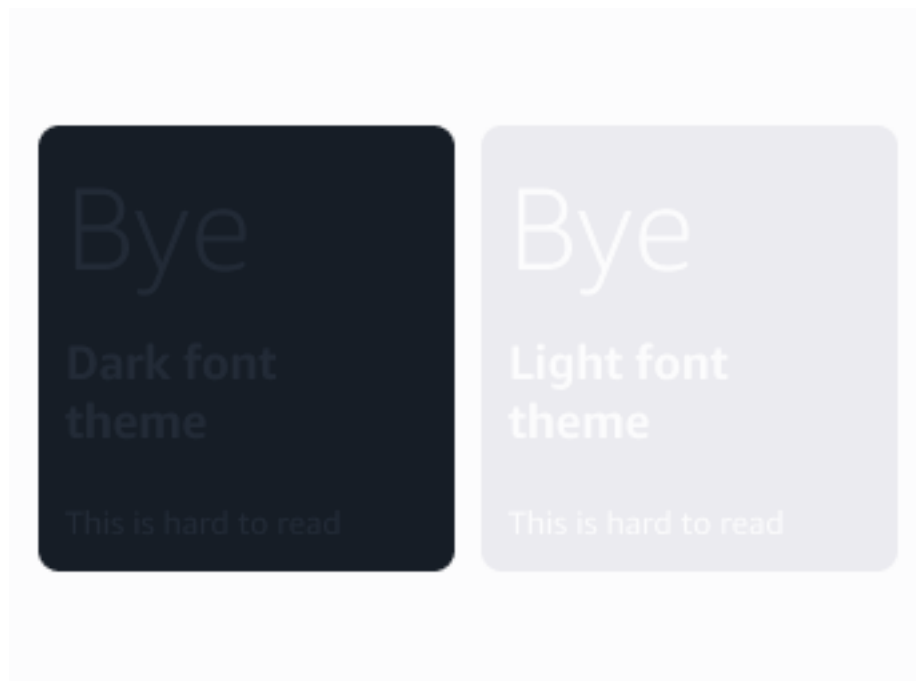 Bye
Dark font
theme
This is hard to read
Bye
Light font
theme
This is hard to read